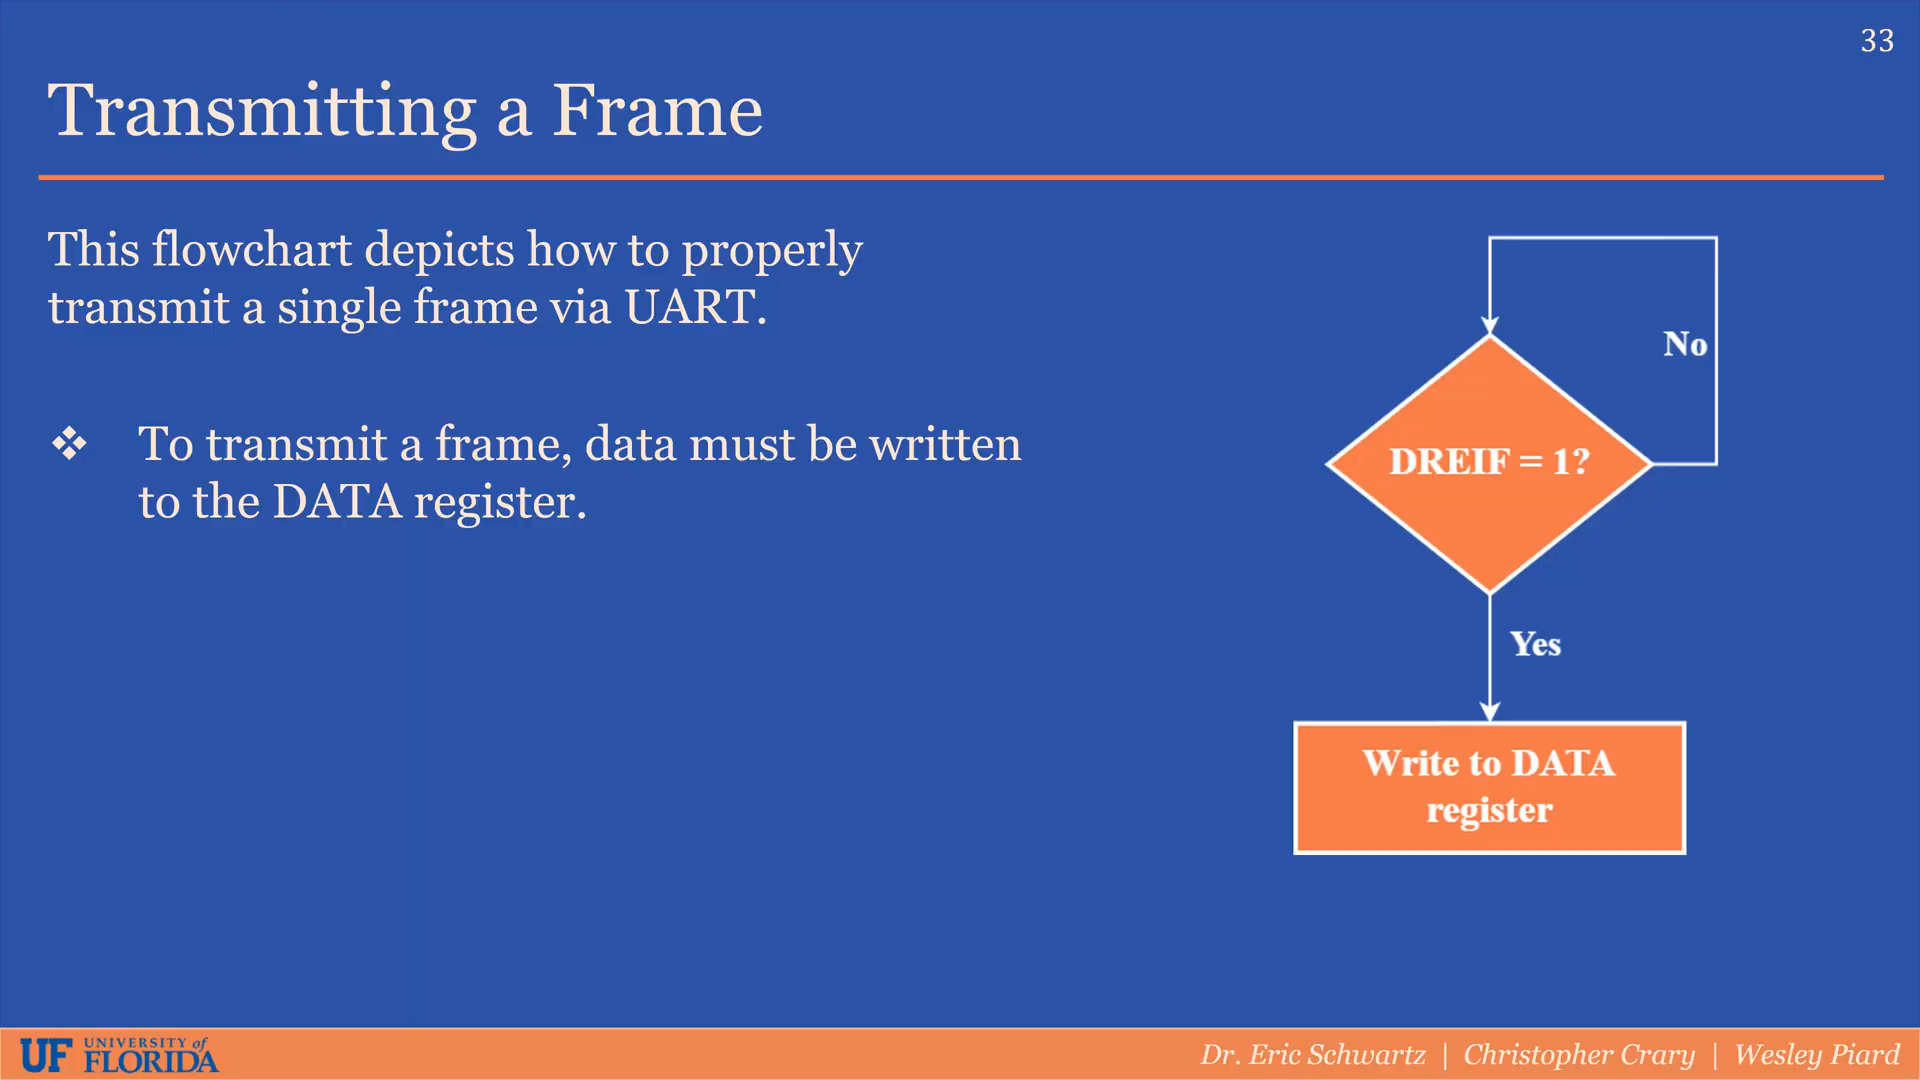 33
Transmitting a Frame
This flowchart depicts how to properly
transmit a single frame via UART.
❖ To transmit a frame, data must be written
to the DATA register.
No
DREIF = 1?
Yes
Write to DATA
register
UF UNIVERSITY of
FLORIDA
Dr. Eric Schwartz | Christopher Crary | Wesley Piard